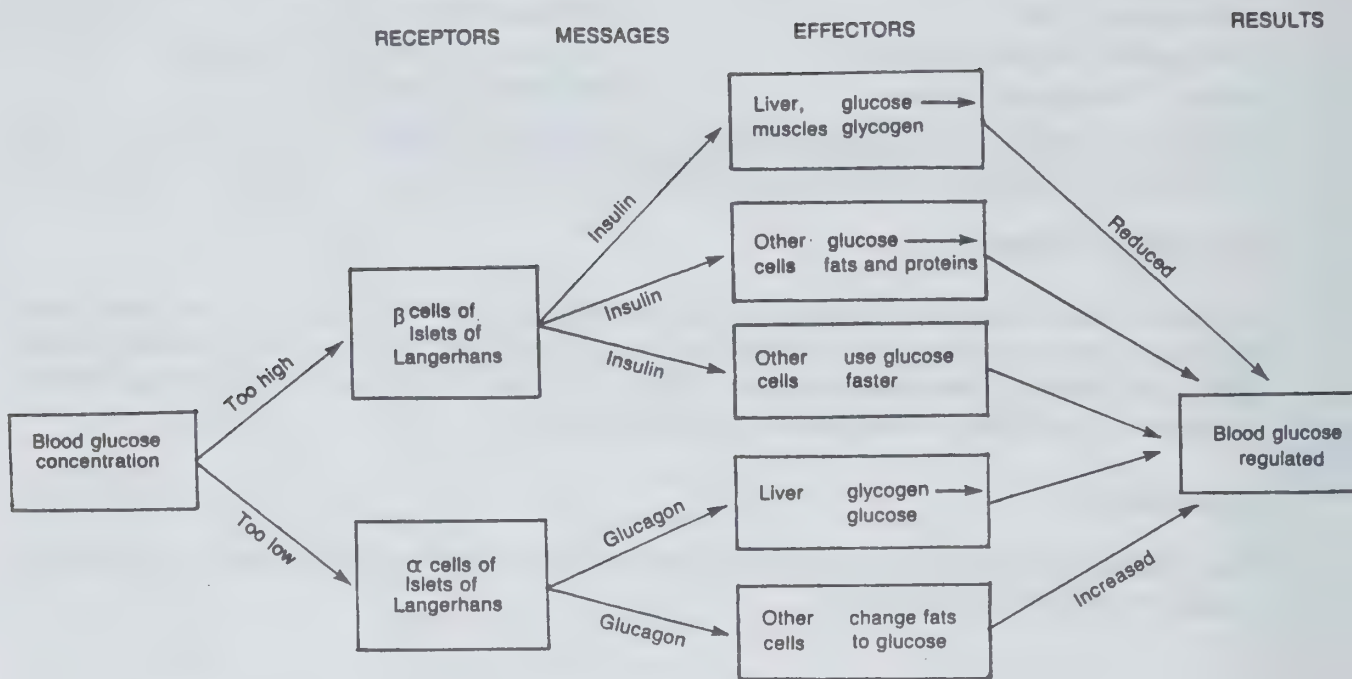 RECEPTORS MESSAGES EFFECTORS RESULTS
Liver, glucose →
muscles glycogen
Insulin
Reduced
Other glucose →
cells fats and proteins
Insulin
β cells of
Islets of
Langerhans
Insulin
Other use glucose
cells faster
Too high
Blood glucose
concentration
Blood glucose
regulated
Too low
Glucagon
Liver glycogen →
glucose
α cells of
Islets of
Langerhans
Glucagon
Other change fats
cells to glucose
Increased